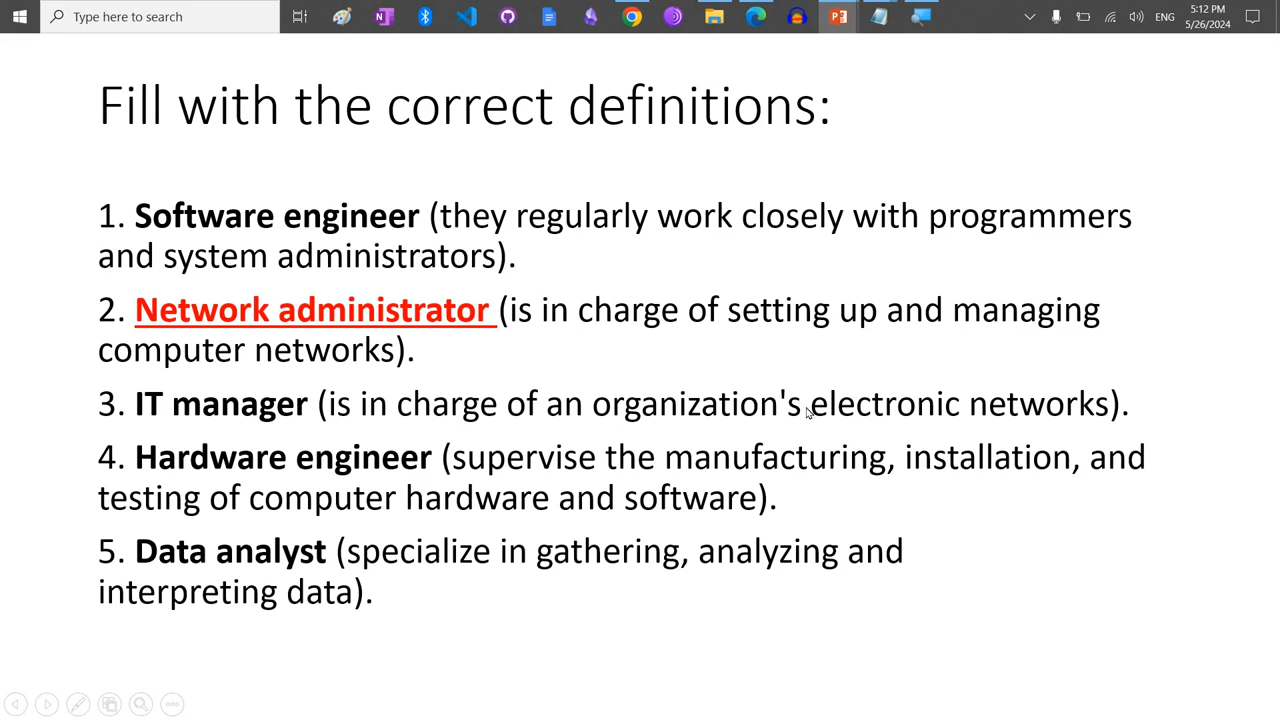 Type here to search
ENG
5:12 PM
5/26/2024
Fill with the correct definitions:
1. Software engineer (they regularly work closely with programmers
and system administrators).
2. Network administrator (is in charge of setting up and managing
computer networks).
3. IT manager (is in charge of an organization's electronic networks).
4. Hardware engineer (supervise the manufacturing, installation, and
testing of computer hardware and software).
5. Data analyst (specialize in gathering, analyzing and
interpreting data).